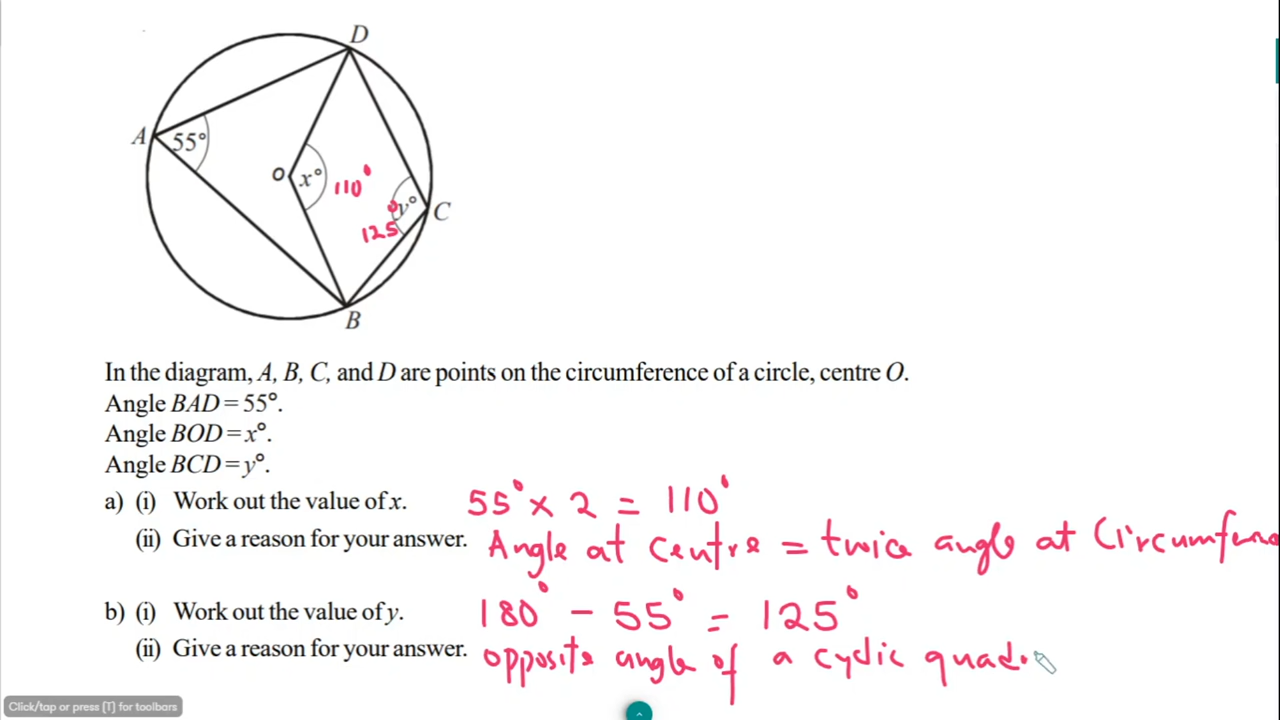 D
A
55°
O
x°
110°
y°
125°
C
B
In the diagram, A, B, C, and D are points on the circumference of a circle, centre O.
Angle BAD = 55°.
Angle BOD = x°.
Angle BCD = y°.
a) (i) Work out the value of x. 55° × 2 = 110°
(ii) Give a reason for your answer. Angle at centre = twice angle at Circumferenc
b) (i) Work out the value of y. 180° - 55° = 125°
(ii) Give a reason for your answer. opposite angle of a cyclic quadr
Click/tap or press [T] for toolbars